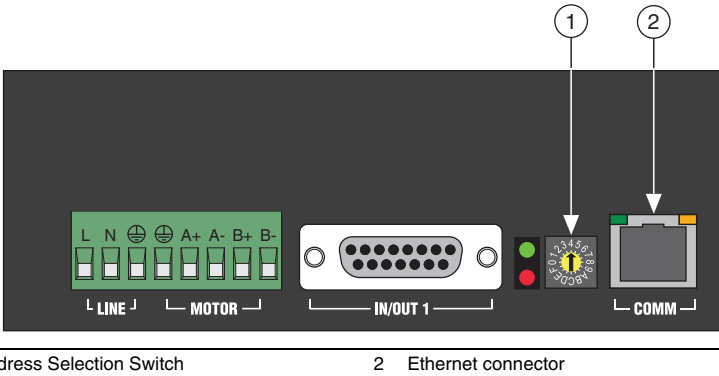 1 2
L N A+ A- B+ B-
0123456789ABCDEF
LINE MOTOR IN/OUT 1 COMM
dress Selection Switch 2 Ethernet connector